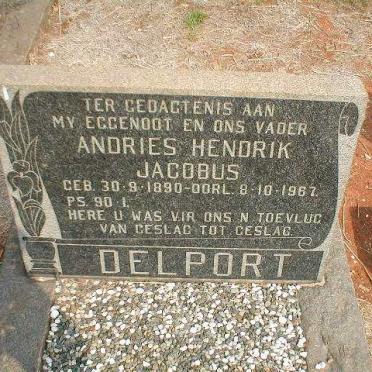 TER GEDAGTENIS AAN
MY EGGENOOT EN ONS VADER
ANDRIES HENDRIK
JACOBUS
GEB. 30-9-1890-OORL. 8-10-1967.
PS. 90 1.
HERE U WAS VIR ONS N TOEVLUG
VAN GESLAG TOT GESLAG.
DELPORT